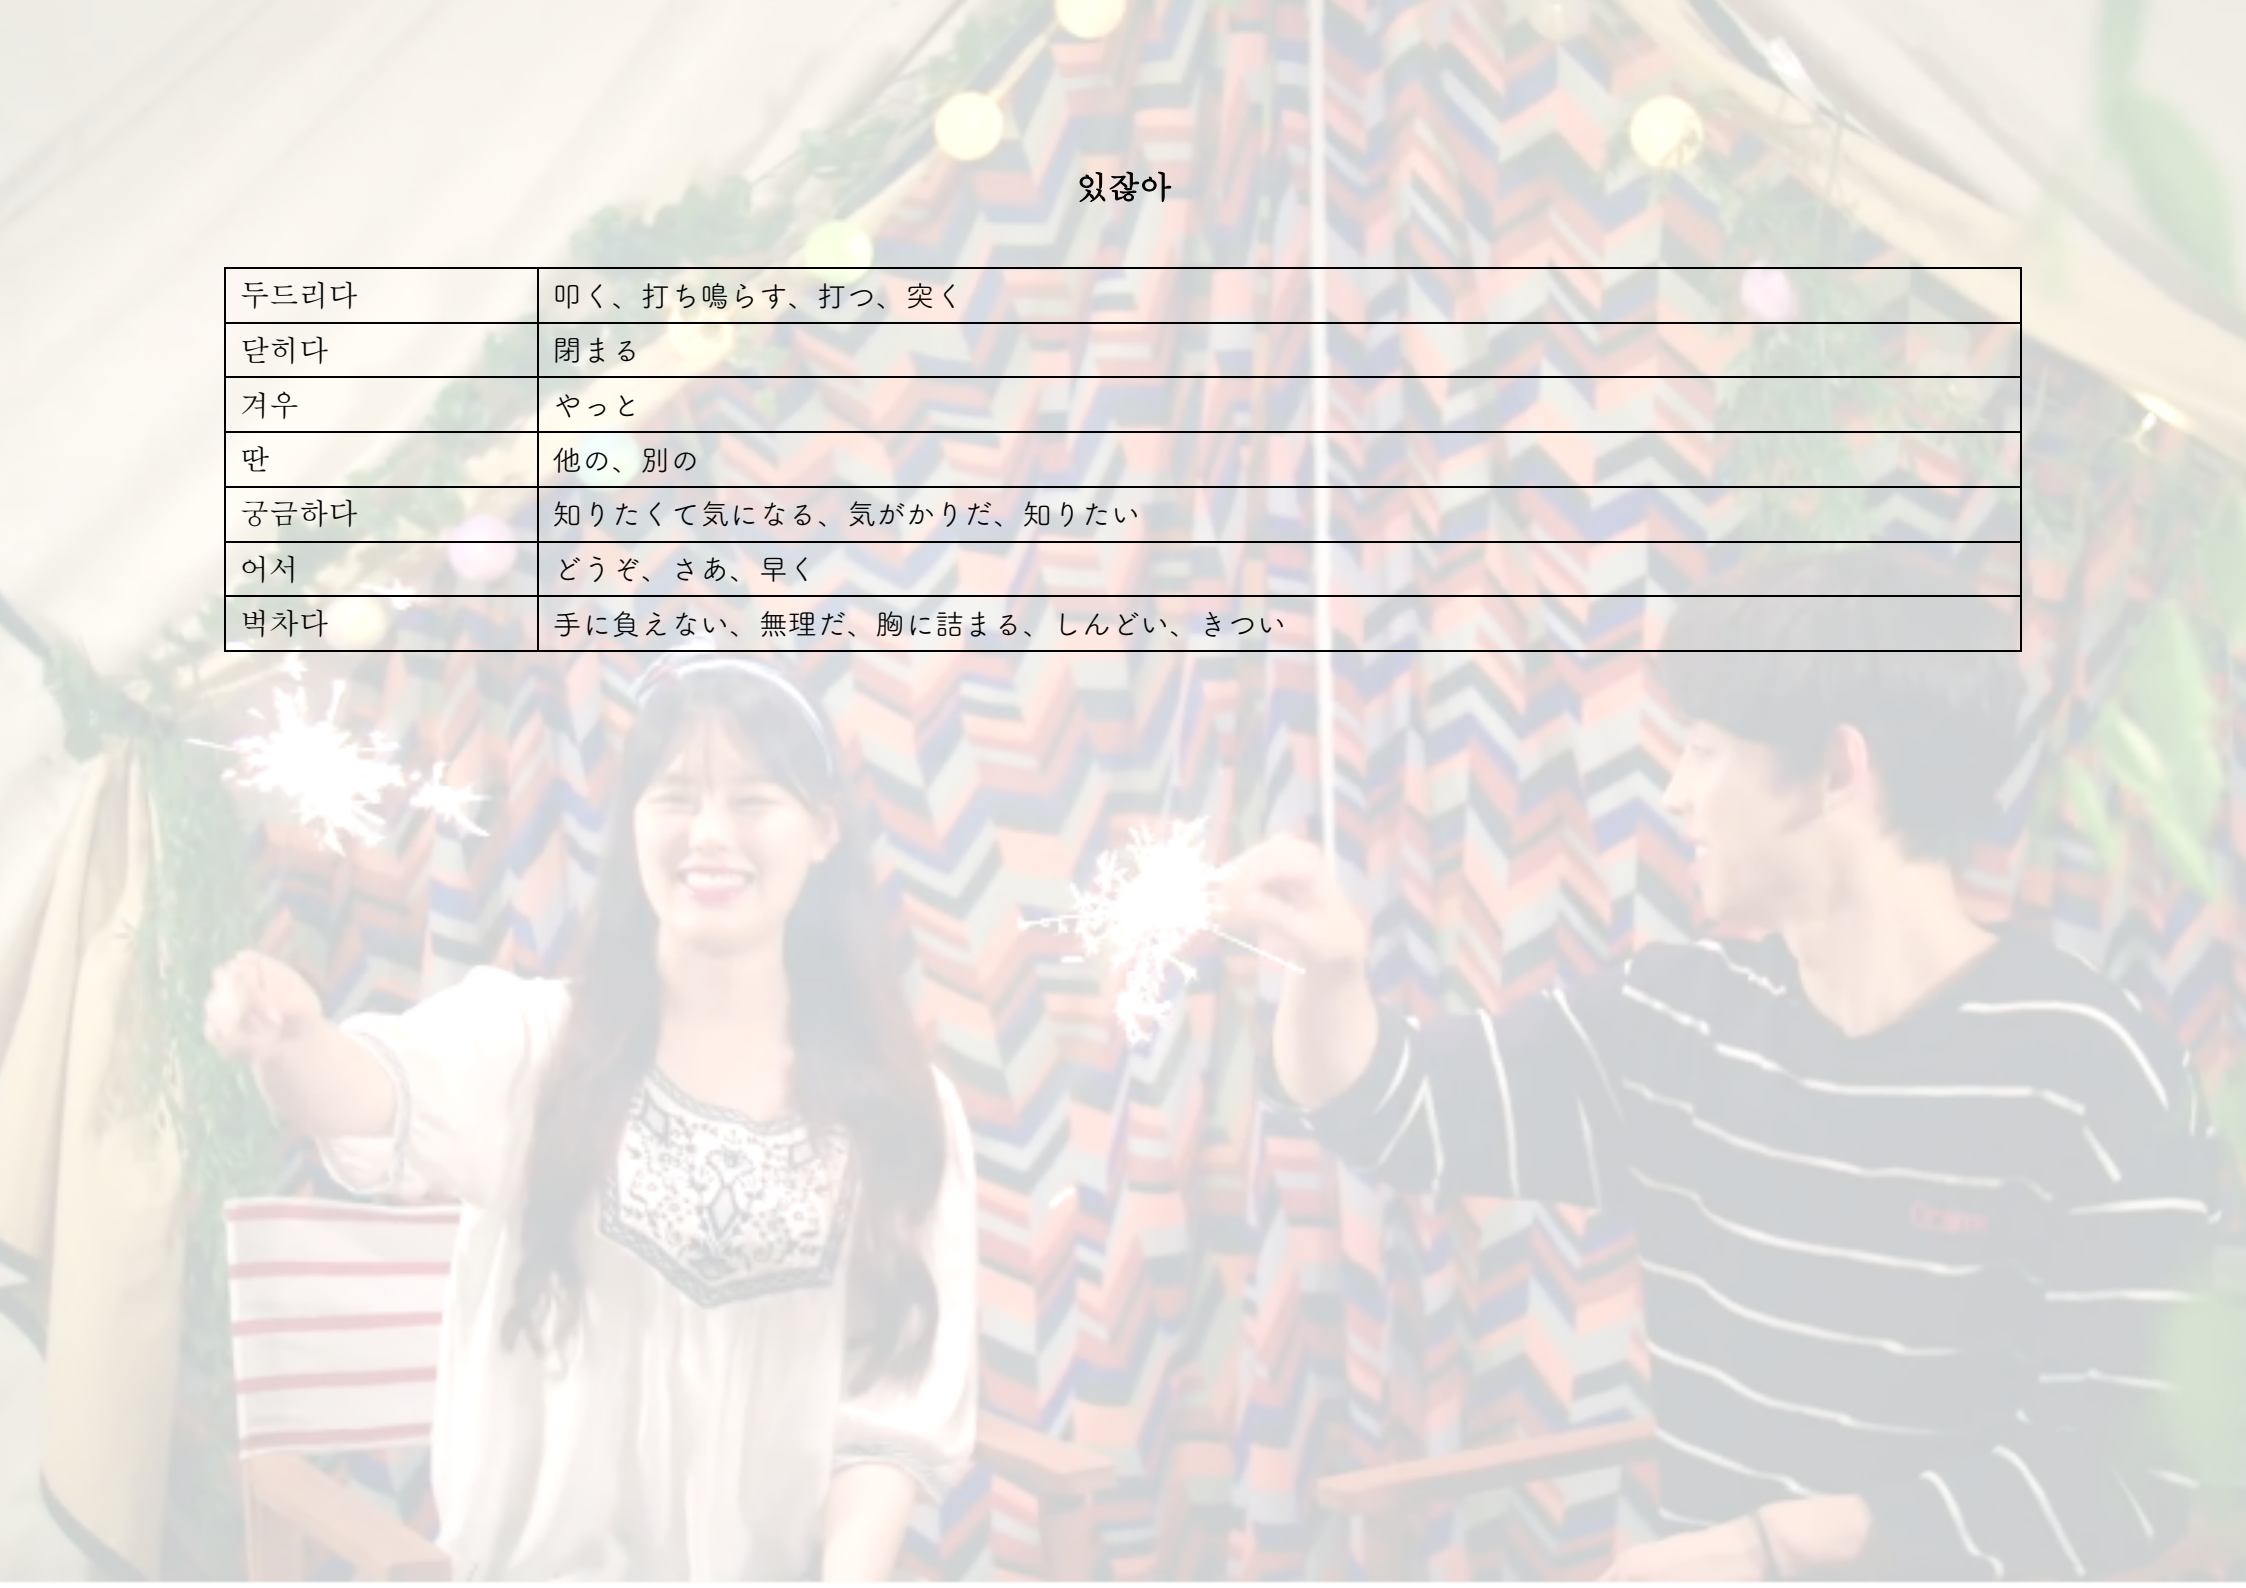 있잖아
두드리다 叩く、打ち鳴らす、打つ、突く
닫히다 閉まる
겨우 やっと
딴 他の、別の
궁금하다 知りたくて気になる、気がかりだ、知りたい
어서 どうぞ、さあ、早く
벅차다 手に負えない、無理だ、胸に詰まる、しんどい、きつい